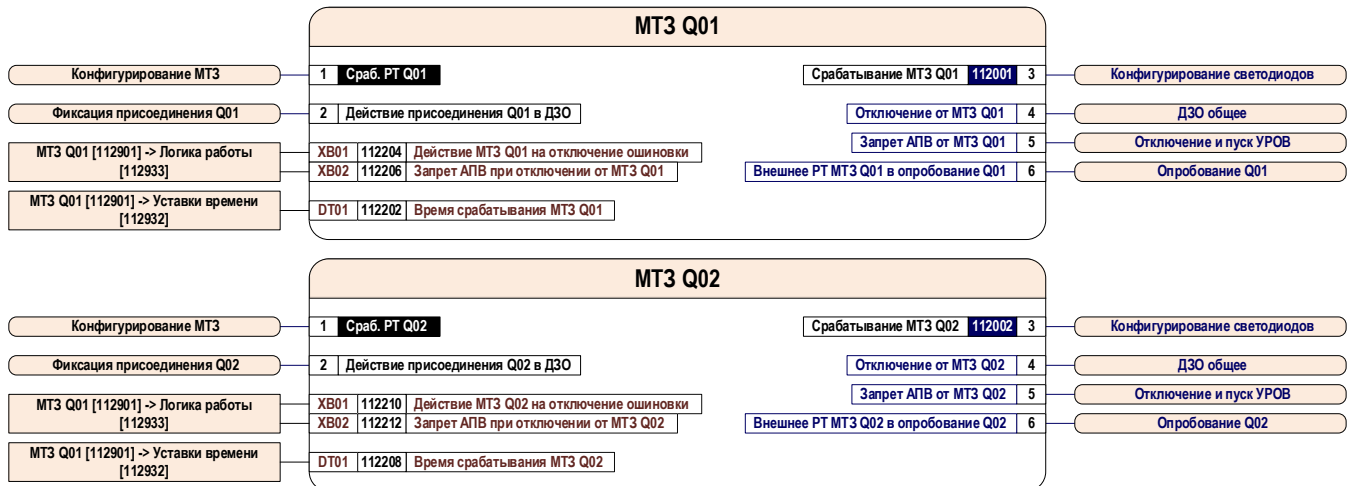 МТЗ Q01
Конфигурирование МТЗ
1 Сраб. РТ Q01
Срабатывание МТЗ Q01 112001 3
Конфигурирование светодиодов
Фиксация присоединения Q01
2 Действие присоединения Q01 в ДЗО
Отключение от МТЗ Q01 4
ДЗО общее
Запрет АПВ от МТЗ Q01 5
Отключение и пуск УРОВ
МТЗ Q01 [112901] -> Логика работы
[112933]
XB01 112204 Действие МТЗ Q01 на отключение ошиновки
XB02 112206 Запрет АПВ при отключении от МТЗ Q01
Внешнее РТ МТЗ Q01 в опробование Q01 6
Опробование Q01
МТЗ Q01 [112901] -> Уставки времени
[112932]
DT01 112202 Время срабатывания МТЗ Q01
МТЗ Q02
Конфигурирование МТЗ
1 Сраб. РТ Q02
Срабатывание МТЗ Q02 112002 3
Конфигурирование светодиодов
Фиксация присоединения Q02
2 Действие присоединения Q02 в ДЗО
Отключение от МТЗ Q02 4
ДЗО общее
Запрет АПВ от МТЗ Q02 5
Отключение и пуск УРОВ
МТЗ Q01 [112901] -> Логика работы
[112933]
XB01 112210 Действие МТЗ Q02 на отключение ошиновки
XB02 112212 Запрет АПВ при отключении от МТЗ Q02
Внешнее РТ МТЗ Q02 в опробование Q02 6
Опробование Q02
МТЗ Q01 [112901] -> Уставки времени
[112932]
DT01 112208 Время срабатывания МТЗ Q02